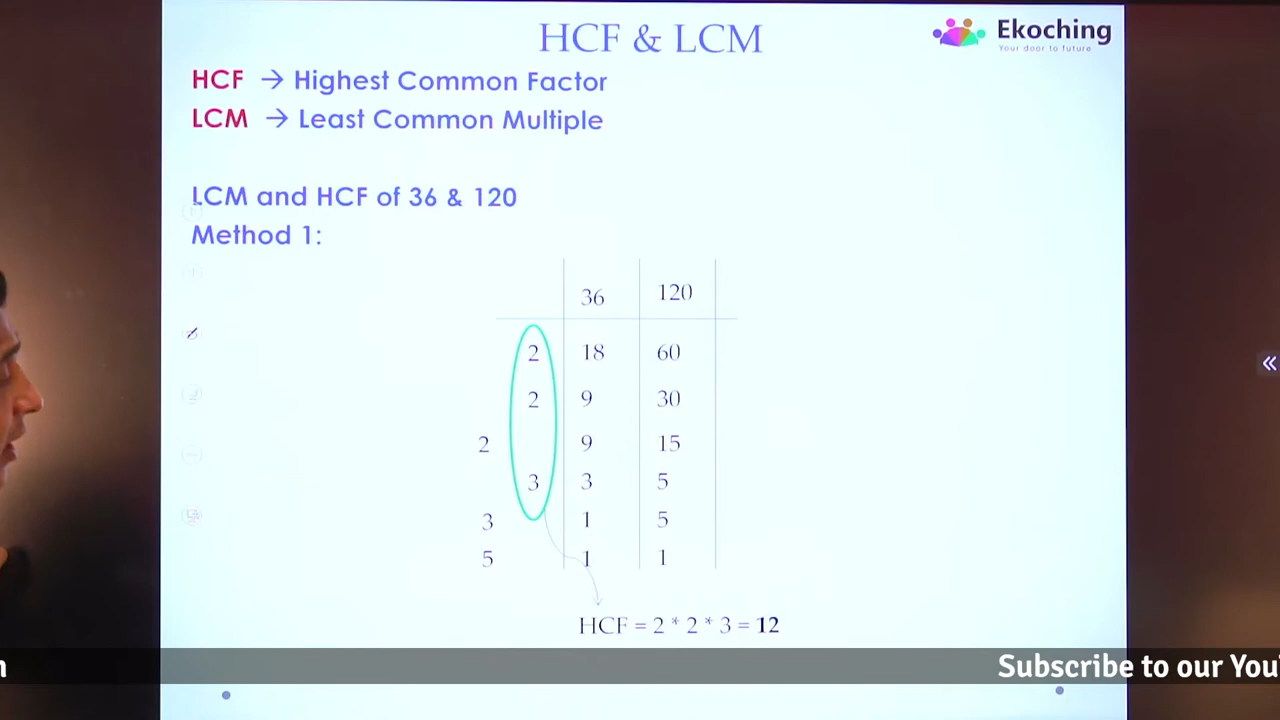 HCF & LCM
Ekoching
Your door to future
HCF → Highest Common Factor
LCM → Least Common Multiple
LCM and HCF of 36 & 120
Method 1:
36 120
2 18 60
2 9 30
2 9 15
3 3 5
3 1 5
5 1 1
HCF = 2 * 2 * 3 = 12
Subscribe to our You